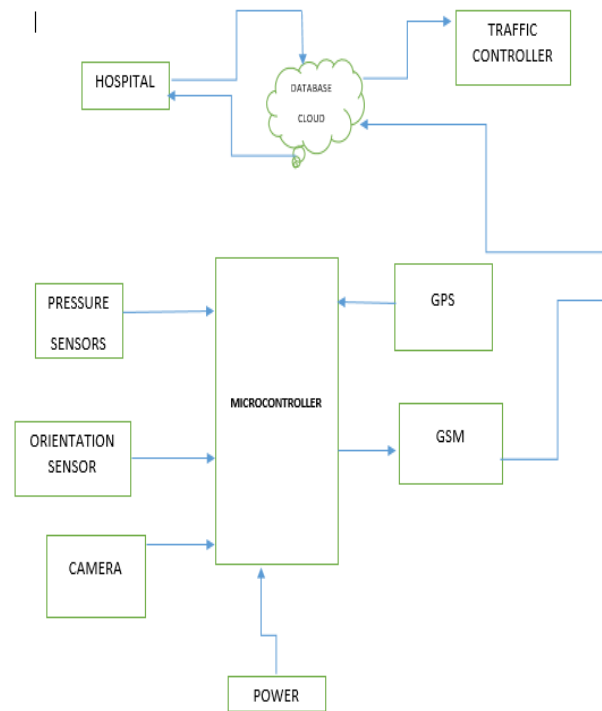 TRAFFIC
CONTROLLER
HOSPITAL
DATABASE
CLOUD
PRESSURE
SENSORS
GPS
MICROCONTROLLER
ORIENTATION
SENSOR
GSM
CAMERA
POWER